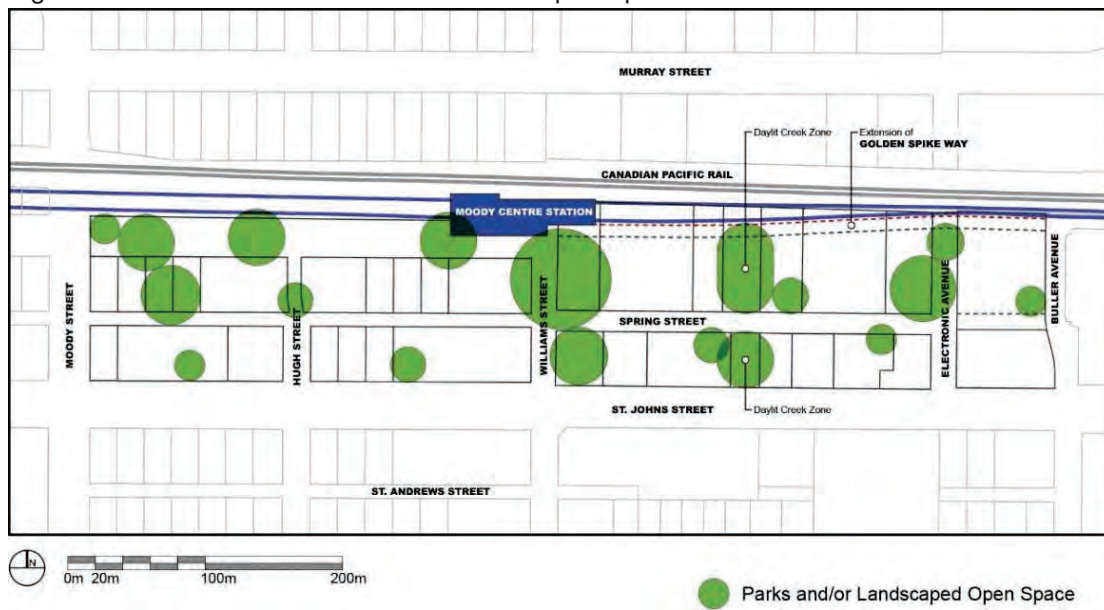 MURRAY STREET
Daylit Creek Zone
Extension of
GOLDEN SPIKE WAY
CANADIAN PACIFIC RAIL
MOODY CENTRE STATION
MOODY STREET
HUGH STREET
WILLIAMS STREET
SPRING STREET
ELECTRONIC AVENUE
BULLER AVENUE
ST. JOHNS STREET
Daylit Creek Zone
ST. ANDREWS STREET
N
0m 20m 100m 200m
Parks and/or Landscaped Open Space